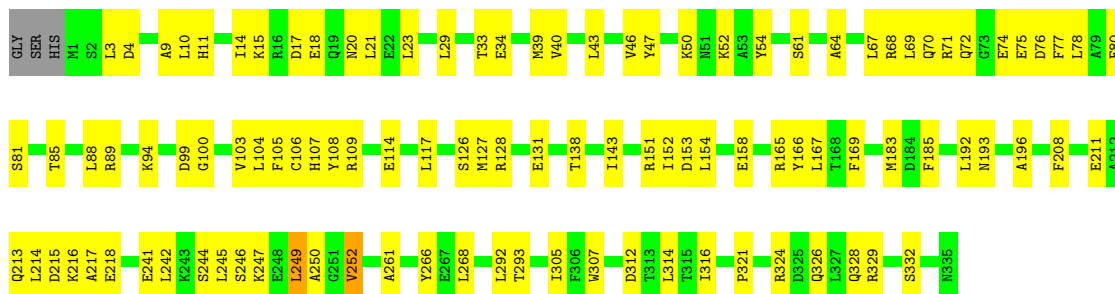 GLY SER HIS M1 S2 L3 D4 A9 L10 H11 I14 K15 R16 D17 E18 Q19 N20 L21 E22 L23 L29 T33 E34 M39 V40 L43 V46 Y47 K50 N51 K52 A53 Y54 S61 A64 L67 R68 L69 Q70 R71 Q72 G73 E74 E75 D76 F77 L78 A79 E80
S81 T85 L88 R89 K94 D99 G100 V103 L104 F105 C106 H107 Y108 R109 E114 L117 S126 M127 R128 E131 T138 I143 R151 I152 D153 L154 E158 R165 Y166 L167 T168 F169 M183 D184 F185 L192 N193 A196 F208 E211 A212
Q213 L214 D215 K216 A217 E218 E241 L242 K243 S244 L245 S246 K247 E248 L249 A250 G251 V252 A261 Y266 E267 L268 L292 T293 I305 F306 W307 D312 T313 L314 T315 I316 P321 R324 D325 Q326 L327 Q328 R329 S332 N335